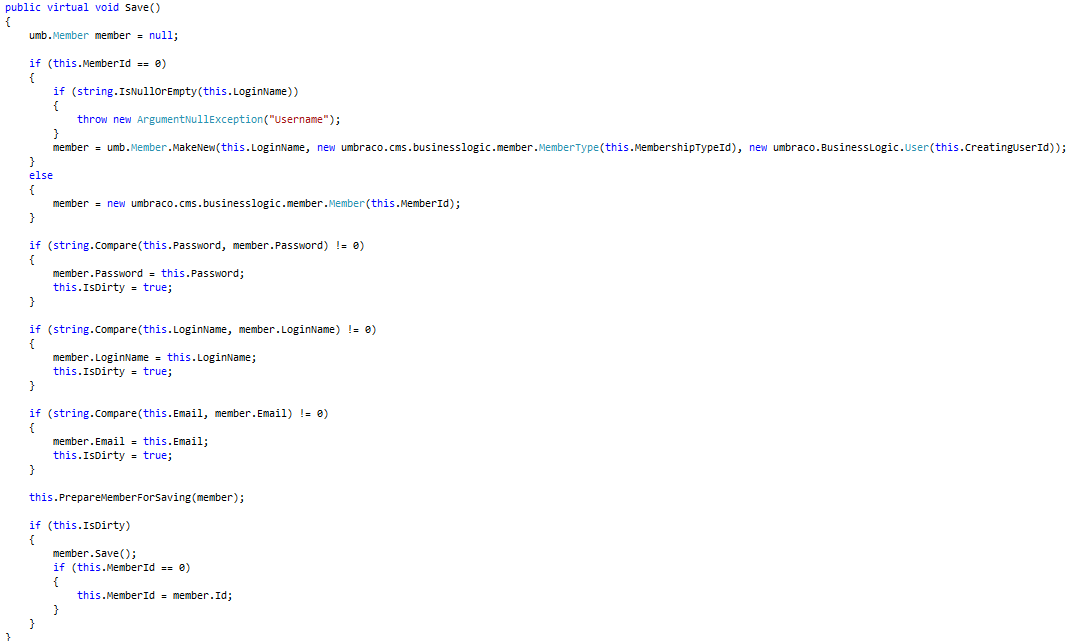 public virtual void Save()
{
    umb.Member member = null;

    if (this.MemberId == 0)
    {
        if (string.IsNullOrEmpty(this.LoginName))
        {
            throw new ArgumentNullException("Username");
        }
        member = umb.Member.MakeNew(this.LoginName, new umbraco.cms.businesslogic.member.MemberType(this.MembershipTypeId), new umbraco.BusinessLogic.User(this.CreatingUserId));
    }
    else
    {
        member = new umbraco.cms.businesslogic.member.Member(this.MemberId);
    }

    if (string.Compare(this.Password, member.Password) != 0)
    {
        member.Password = this.Password;
        this.IsDirty = true;
    }

    if (string.Compare(this.LoginName, member.LoginName) != 0)
    {
        member.LoginName = this.LoginName;
        this.IsDirty = true;
    }

    if (string.Compare(this.Email, member.Email) != 0)
    {
        member.Email = this.Email;
        this.IsDirty = true;
    }

    this.PrepareMemberForSaving(member);

    if (this.IsDirty)
    {
        member.Save();
        if (this.MemberId == 0)
        {
            this.MemberId = member.Id;
        }
    }
}